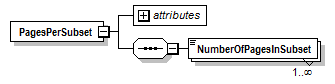 attributes
PagesPerSubset
NumberOfPagesInSubset
1..∞